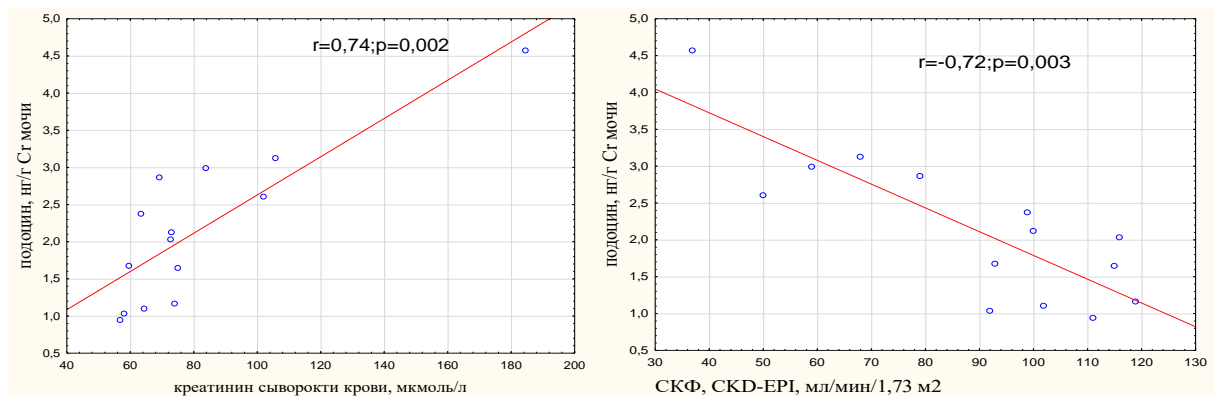 5,0
4,5
4,0
3,5
3,0
2,5
2,0
1,5
1,0
0,5
подоцин, нг/г Cr мочи
r=0,74;p=0,002
40 60 80 100 120 140 160 180 200
креатинин сыворокти крови, мкмоль/л
5,0
4,5
4,0
3,5
3,0
2,5
2,0
1,5
1,0
0,5
подоцин, нг/г Cr мочи
r=-0,72;p=0,003
30 40 50 60 70 80 90 100 110 120 130
СКФ, CKD-EPI, мл/мин/1,73 м2